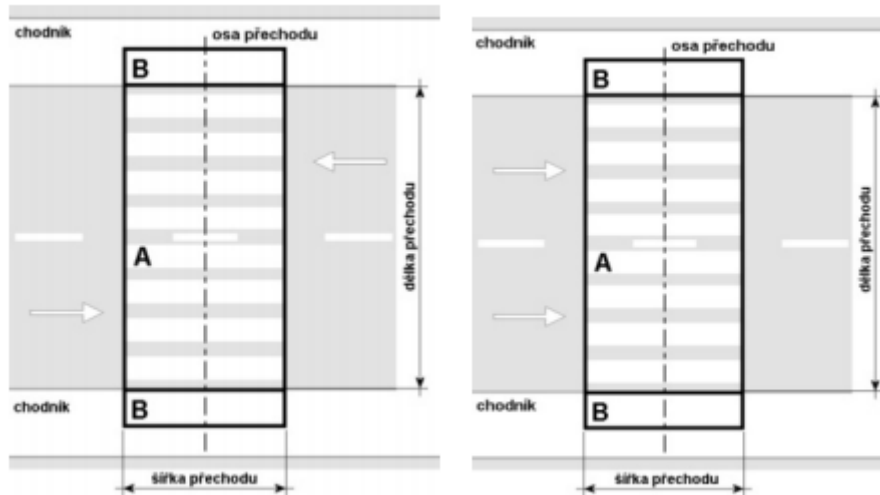 chodník
osa přechodu
B
A
délka přechodu
chodník
B
šířka přechodu
chodník
osa přechodu
B
A
délka přechodu
chodník
B
šířka přechodu